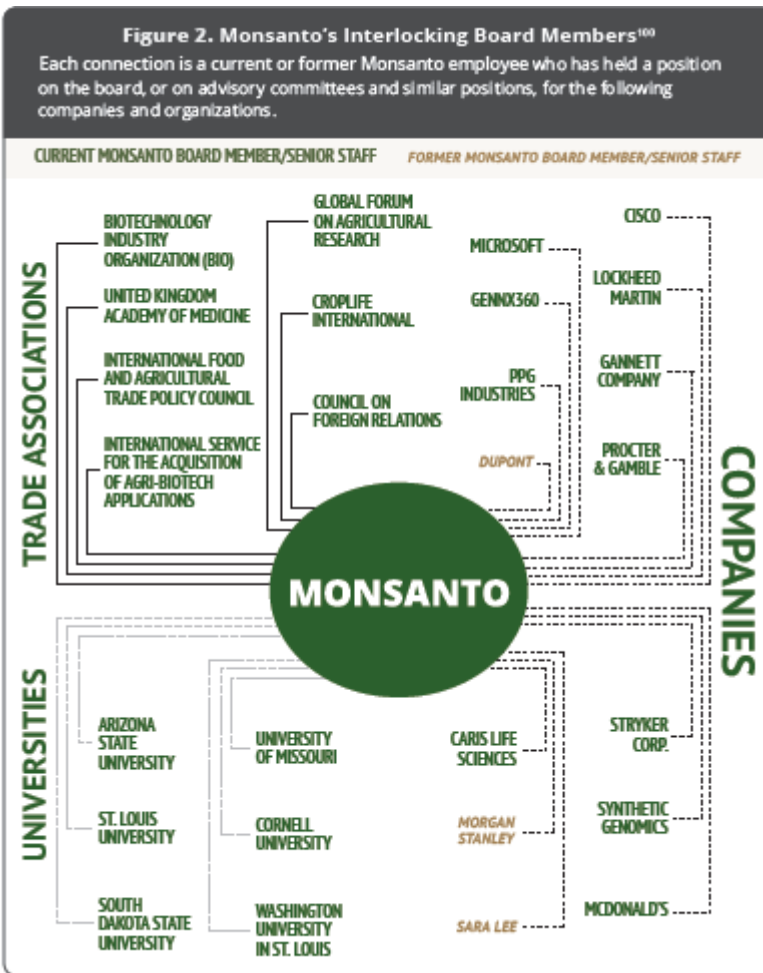 Figure 2. Monsanto's Interlocking Board Members¹⁰⁰
Each connection is a current or former Monsanto employee who has held a position
on the board, or on advisory committees and similar positions, for the following
companies and organizations.
CURRENT MONSANTO BOARD MEMBER/SENIOR STAFF
FORMER MONSANTO BOARD MEMBER/SENIOR STAFF
TRADE ASSOCIATIONS
BIOTECHNOLOGY
INDUSTRY
ORGANIZATION (BIO)
UNITED KINGDOM
ACADEMY OF MEDICINE
INTERNATIONAL FOOD
AND AGRICULTURAL
TRADE POLICY COUNCIL
INTERNATIONAL SERVICE
FOR THE ACQUISITION
OF AGRI-BIOTECH
APPLICATIONS
GLOBAL FORUM
ON AGRICULTURAL
RESEARCH
CROPLIFE
INTERNATIONAL
COUNCIL ON
FOREIGN RELATIONS
MICROSOFT
GENNX360
PPG
INDUSTRIES
DUPONT
CISCO
LOCKHEED
MARTIN
GANNETT
COMPANY
PROCTER
& GAMBLE
COMPANIES
MONSANTO
UNIVERSITIES
ARIZONA
STATE
UNIVERSITY
ST. LOUIS
UNIVERSITY
SOUTH
DAKOTA STATE
UNIVERSITY
UNIVERSITY
OF MISSOURI
CORNELL
UNIVERSITY
WASHINGTON
UNIVERSITY
IN ST. LOUIS
CARIS LIFE
SCIENCES
MORGAN
STANLEY
SARA LEE
STRYKER
CORP.
SYNTHETIC
GENOMICS
MCDONALD'S